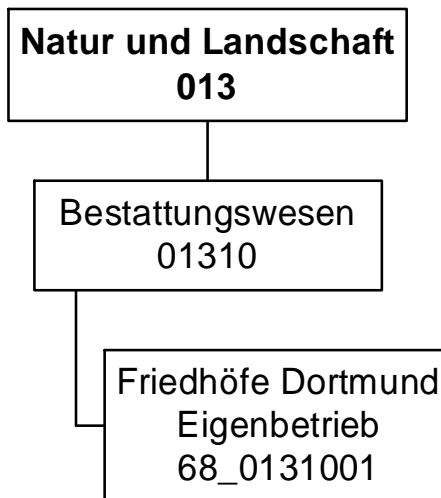 Natur und Landschaft
013
Bestattungswesen
01310
Friedhöfe Dortmund
Eigenbetrieb
68_0131001